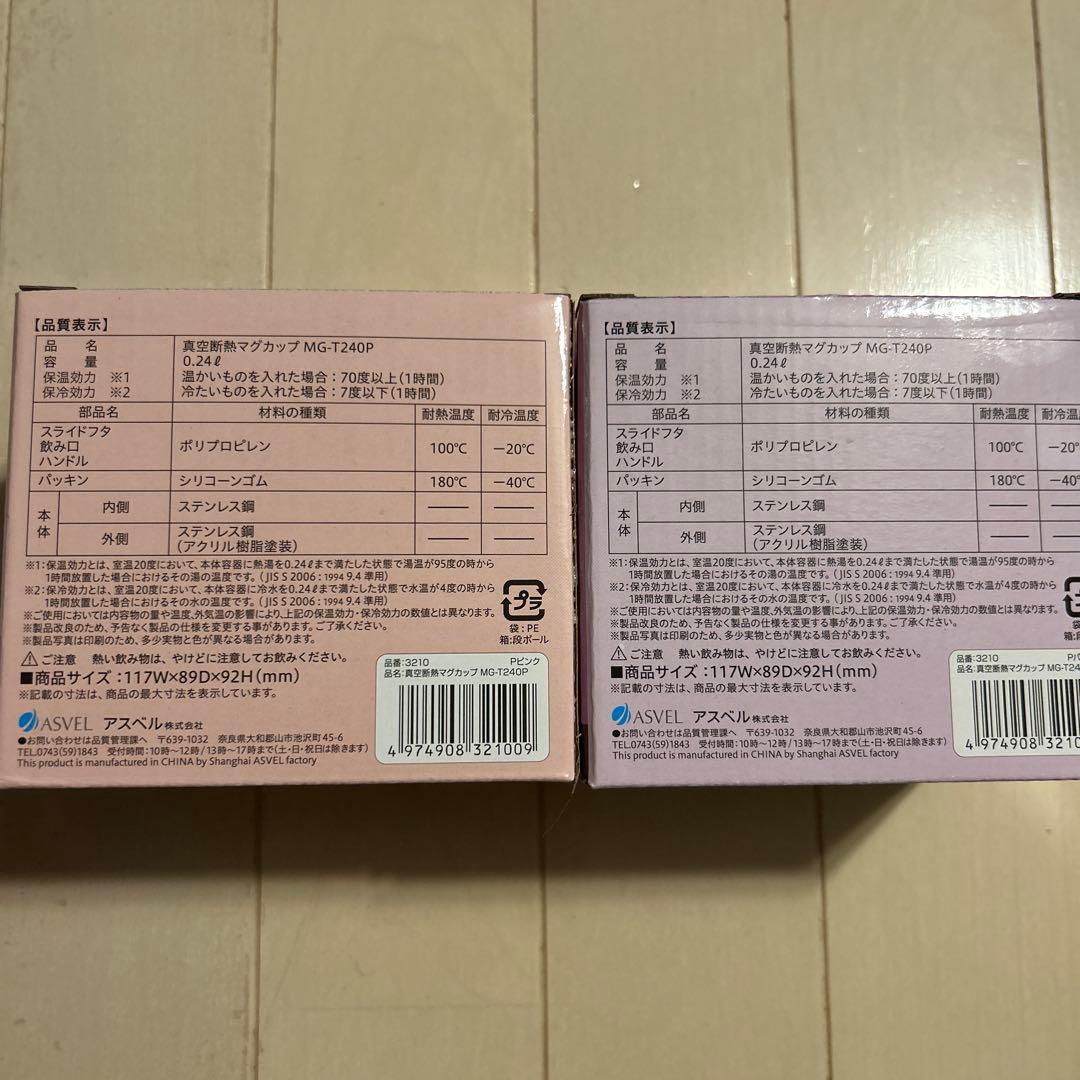 【品質表示】
品 名 真空断熱マグカップ MG-T240P
容 量 0.24ℓ
保温効力 ※1 温かいものを入れた場合：70度以上(1時間)
保冷効力 ※2 冷たいものを入れた場合：7度以下(1時間)
部品名 材料の種類 耐熱温度 耐冷温度
スライドフタ
飲み口 ポリプロピレン 100℃ −20℃
ハンドル
パッキン シリコーンゴム 180℃ −40℃
本体 内側 ステンレス鋼 —— ——
外側 ステンレス鋼 —— ——
(アクリル樹脂塗装)
※1：保温効力とは、室温20度において、本体容器に熱湯を0.24ℓまで満たした状態で湯温が95度の時から
1時間放置した場合におけるその湯の温度です。（JIS S 2006：1994 9.4 準用）
※2：保冷効力とは、室温20度において、本体容器に冷水を0.24ℓまで満たした状態で水温が4度の時から
1時間放置した場合におけるその水の温度です。（JIS S 2006：1994 9.4 準用）
※ご使用においては内容物の量や温度、外気温の影響により、上記の保温効力・保冷効力の数値とは異なります。
※製品改良のため、予告なく製品の仕様を変更する事があります。ご了承ください。
※製品写真は印刷のため、多少実物と色が異なる場合があります。
プラ
袋：PE
箱：段ボール
⚠ご注意 熱い飲み物は、やけどに注意してお飲みください。
■商品サイズ：117W×89D×92H(mm)
※記載の寸法は、商品の最大寸法を表示しています。
ASVEL アスベル株式会社
●お問い合わせは品質管理課へ 〒639-1032 奈良県大和郡山市池沢町45-6
TEL.0743(59)1843 受付時間：10時〜12時/13時〜17時まで(土・日・祝日は除きます)
This product is manufactured in CHINA by Shanghai ASVEL factory
品番：3210 Pピンク
品名：真空断熱マグカップ MG-T240P
4 974908 321009
【品質表示】
品 名 真空断熱マグカップ MG-T240P
容 量 0.24ℓ
保温効力 ※1 温かいものを入れた場合：70度以上(1時間)
保冷効力 ※2 冷たいものを入れた場合：7度以下(1時間)
部品名 材料の種類 耐熱温度 耐冷温
スライドフタ
飲み口 ポリプロピレン 100℃ −20
ハンドル
パッキン シリコーンゴム 180℃ −40
本体 内側 ステンレス鋼 —— ——
外側 ステンレス鋼 —— ——
(アクリル樹脂塗装)
※1：保温効力とは、室温20度において、本体容器に熱湯を0.24ℓまで満たした状態で湯温が95度の時から
1時間放置した場合におけるその湯の温度です。（JIS S 2006：1994 9.4 準用）
※2：保冷効力とは、室温20度において、本体容器に冷水を0.24ℓまで満たした状態で水温が4度の時から
1時間放置した場合におけるその水の温度です。（JIS S 2006：1994 9.4 準用）
※ご使用においては内容物の量や温度、外気温の影響により、上記の保温効力・保冷効力の数値とは異なります。
※製品改良のため、予告なく製品の仕様を変更する事があります。ご了承ください。
※製品写真は印刷のため、多少実物と色が異なる場合があります。
⚠ご注意 熱い飲み物は、やけどに注意してお飲みください。
■商品サイズ：117W×89D×92H(mm)
※記載の寸法は、商品の最大寸法を表示しています。
ASVEL アスベル株式会社
●お問い合わせは品質管理課へ 〒639-1032 奈良県大和郡山市池沢町45-6
TEL.0743(59)1843 受付時間：10時〜12時/13時〜17時まで(土・日・祝日は除きます)
This product is manufactured in CHINA by Shanghai ASVEL factory
品番：3210
品名：真空断熱マグカップ
4 974908